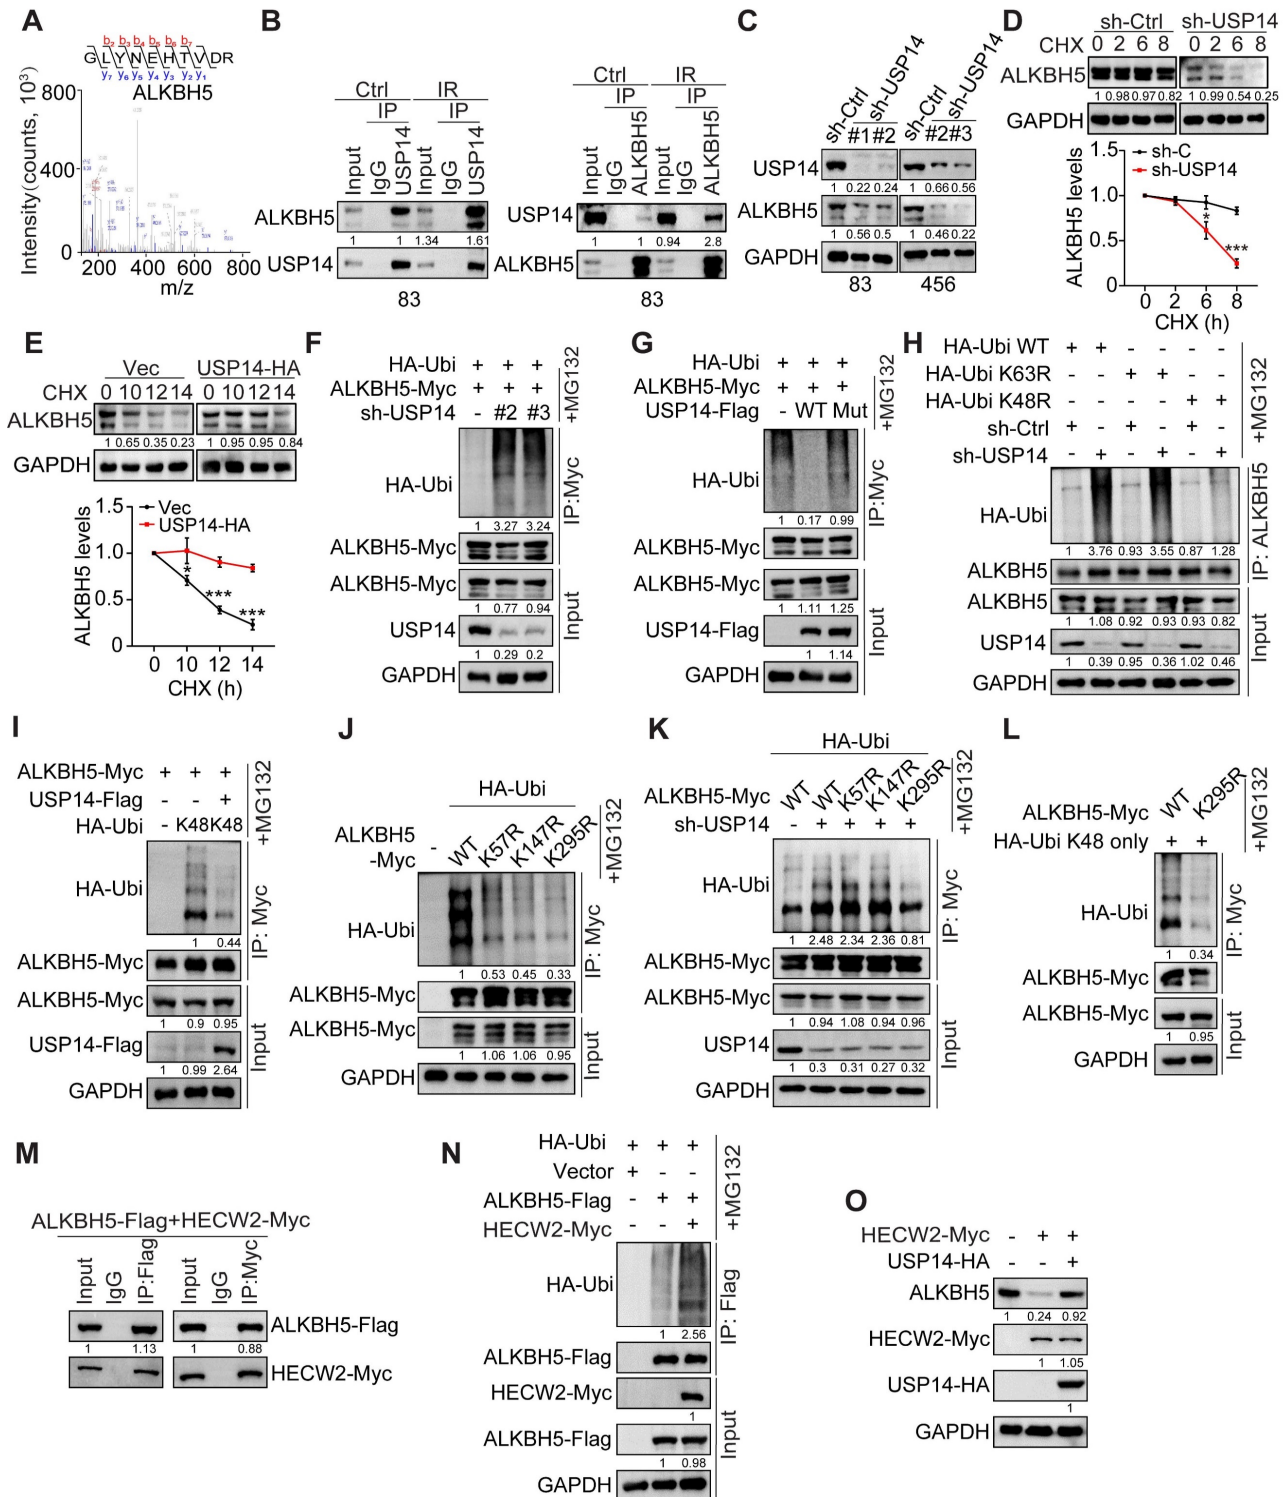 A
b2 b3 b4 b5 b6 b7
GLYNEHTVDR
y7 y6 y5 y4 y3 y2 y1
ALKBH5
Intensity(counts, 10³)
800
400
0
200 400 600 800
m/z
B
Ctrl IR
IP IP
Input IgG USP14 Input IgG USP14
ALKBH5
1 1 1.34 1.61
USP14
83
Ctrl IR
IP IP
Input IgG ALKBH5 Input IgG ALKBH5
USP14
1 1 0.94 2.8
ALKBH5
83
C
sh-Ctrl sh-USP14 sh-Ctrl sh-USP14
#1 #2 #2 #3
USP14
1 0.22 0.24 1 0.66 0.56
ALKBH5
1 0.56 0.5 1 0.46 0.22
GAPDH
83 456
D
sh-Ctrl sh-USP14
CHX 0 2 6 8 0 2 6 8
ALKBH5
1 0.98 0.97 0.82 1 0.99 0.54 0.25
GAPDH
ALKBH5 levels
1.5
1.0
0.5
0
sh-C
sh-USP14
*
***
0 2 6 8
CHX (h)
E
Vec USP14-HA
CHX 0 10 12 14 0 10 12 14
ALKBH5
1 0.65 0.35 0.23 1 0.95 0.95 0.84
GAPDH
ALKBH5 levels
1.5
1.0
0.5
0
Vec
USP14-HA
*
***
***
0 10 12 14
CHX (h)
F
HA-Ubi + + +
ALKBH5-Myc + + +
sh-USP14 - #2 #3
+MG132
HA-Ubi
1 3.27 3.24
ALKBH5-Myc
IP:Myc
ALKBH5-Myc
1 0.77 0.94
USP14
1 0.29 0.2
GAPDH
Input
G
HA-Ubi + + +
ALKBH5-Myc + + +
USP14-Flag - WT Mut
+MG132
HA-Ubi
1 0.17 0.99
ALKBH5-Myc
IP:Myc
ALKBH5-Myc
1 1.11 1.25
USP14-Flag
1 1.14
GAPDH
Input
H
HA-Ubi WT + + - - - -
HA-Ubi K63R - - + + - -
HA-Ubi K48R - - - - + +
sh-Ctrl + - + - + -
sh-USP14 - + - + - +
+MG132
HA-Ubi
1 3.76 0.93 3.55 0.87 1.28
ALKBH5
IP: ALKBH5
ALKBH5
1 1.08 0.92 0.93 0.93 0.82
USP14
1 0.39 0.95 0.36 1.02 0.46
GAPDH
Input
I
ALKBH5-Myc + + +
USP14-Flag - - +
HA-Ubi - K48 K48
+MG132
HA-Ubi
1 0.44
ALKBH5-Myc
IP: Myc
ALKBH5-Myc
1 0.9 0.95
USP14-Flag
1 0.99 2.64
GAPDH
Input
J
HA-Ubi
ALKBH5
-Myc
- WT K57R K147R K295R
+MG132
HA-Ubi
1 0.53 0.45 0.33
ALKBH5-Myc
IP: Myc
ALKBH5-Myc
1 1.06 1.06 0.95
GAPDH
Input
K
HA-Ubi
ALKBH5-Myc WT WT K57R K147R K295R
sh-USP14 - + + + +
+MG132
HA-Ubi
1 2.48 2.34 2.36 0.81
ALKBH5-Myc
IP: Myc
ALKBH5-Myc
1 0.94 1.08 0.94 0.96
USP14
1 0.3 0.31 0.27 0.32
GAPDH
Input
L
ALKBH5-Myc WT K295R
HA-Ubi K48 only + +
+MG132
HA-Ubi
1 0.34
ALKBH5-Myc
IP: Myc
ALKBH5-Myc
1 0.95
GAPDH
Input
M
ALKBH5-Flag+HECW2-Myc
Input IgG IP:Flag Input IgG IP:Myc
ALKBH5-Flag
1 1.13 1 0.88
HECW2-Myc
N
HA-Ubi + + +
Vector + - -
ALKBH5-Flag - + +
HECW2-Myc - - +
+MG132
HA-Ubi
1 2.56
ALKBH5-Flag
IP: Flag
HECW2-Myc
1
ALKBH5-Flag
1 0.98
GAPDH
Input
O
HECW2-Myc - + +
USP14-HA - - +
ALKBH5
1 0.24 0.92
HECW2-Myc
1 1.05
USP14-HA
1
GAPDH